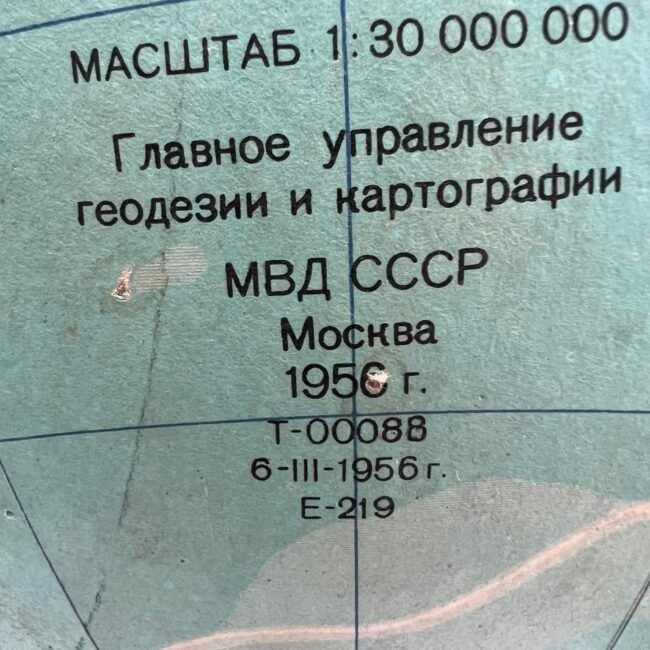 МАСШТАБ 1:30 000 000
Главное управление
геодезии и картографии
МВД СССР
Москва
1956 г.
Т-00088
6-III-1956 г.
Е-219